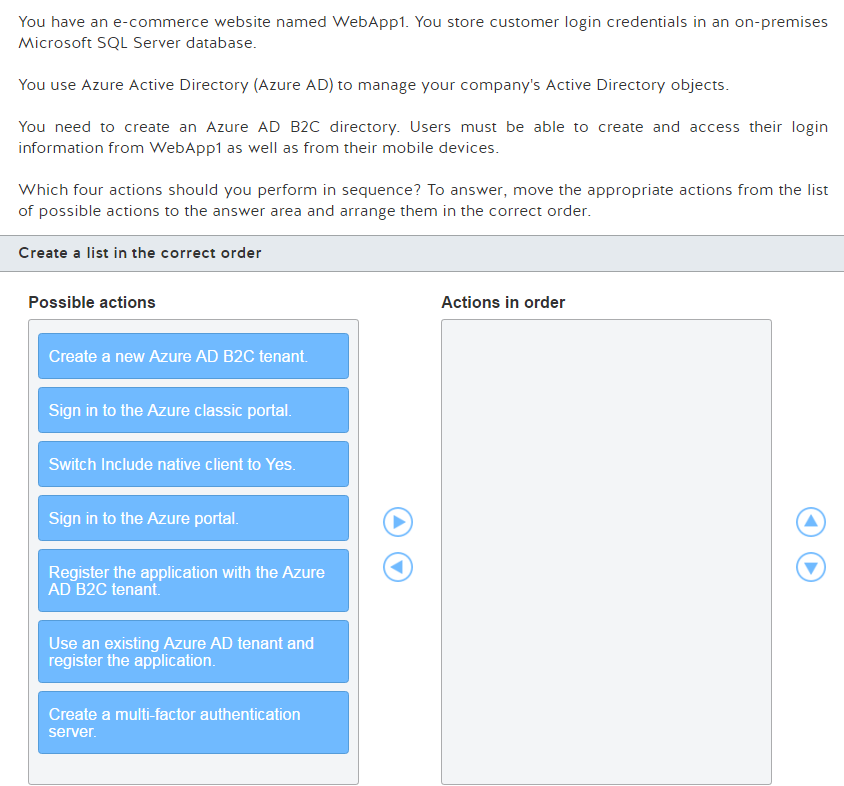 You have an e-commerce website named WebApp1. You store customer login credentials in an on-premises
Microsoft SQL Server database.
You use Azure Active Directory (Azure AD) to manage your company's Active Directory objects.
You need to create an Azure AD B2C directory. Users must be able to create and access their login
information from WebApp1 as well as from their mobile devices.
Which four actions should you perform in sequence? To answer, move the appropriate actions from the list
of possible actions to the answer area and arrange them in the correct order.
Create a list in the correct order
Possible actions
Create a new Azure AD B2C tenant.
Sign in to the Azure classic portal.
Switch Include native client to Yes.
Sign in to the Azure portal.
Register the application with the Azure
AD B2C tenant.
Use an existing Azure AD tenant and
register the application.
Create a multi-factor authentication
server.
Actions in order